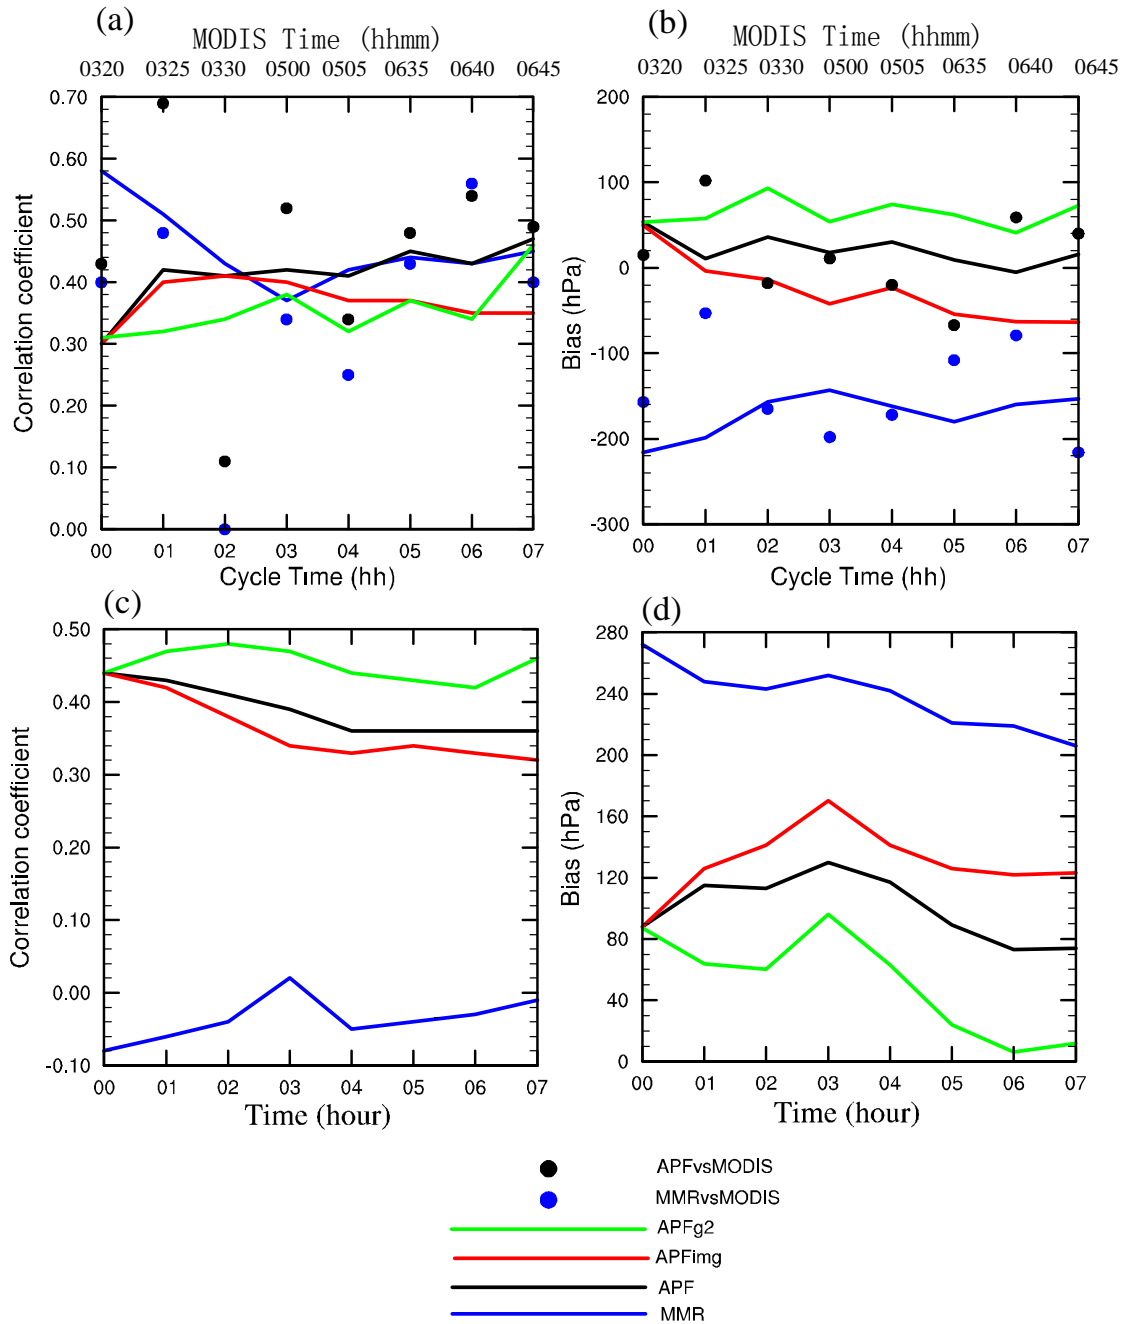 (a)
MODIS Time (hhmm)
0320 0325 0330 0500 0505 0635 0640 0645
0.70
0.60
0.50
0.40
0.30
0.20
0.10
0.00
Correlation coefficient
00 01 02 03 04 05 06 07
Cycle Time (hh)
(b)
MODIS Time (hhmm)
0320 0325 0330 0500 0505 0635 0640 0645
200
100
0
-100
-200
-300
Bias (hPa)
00 01 02 03 04 05 06 07
Cycle Time (hh)
(c)
0.50
0.40
0.30
0.20
0.10
0.00
-0.10
Correlation coefficient
00 01 02 03 04 05 06 07
Time (hour)
(d)
280
240
200
160
120
80
40
0
Bias (hPa)
00 01 02 03 04 05 06 07
Time (hour)
APFvsMODIS
MMRvsMODIS
APFg2
APFimg
APF
MMR